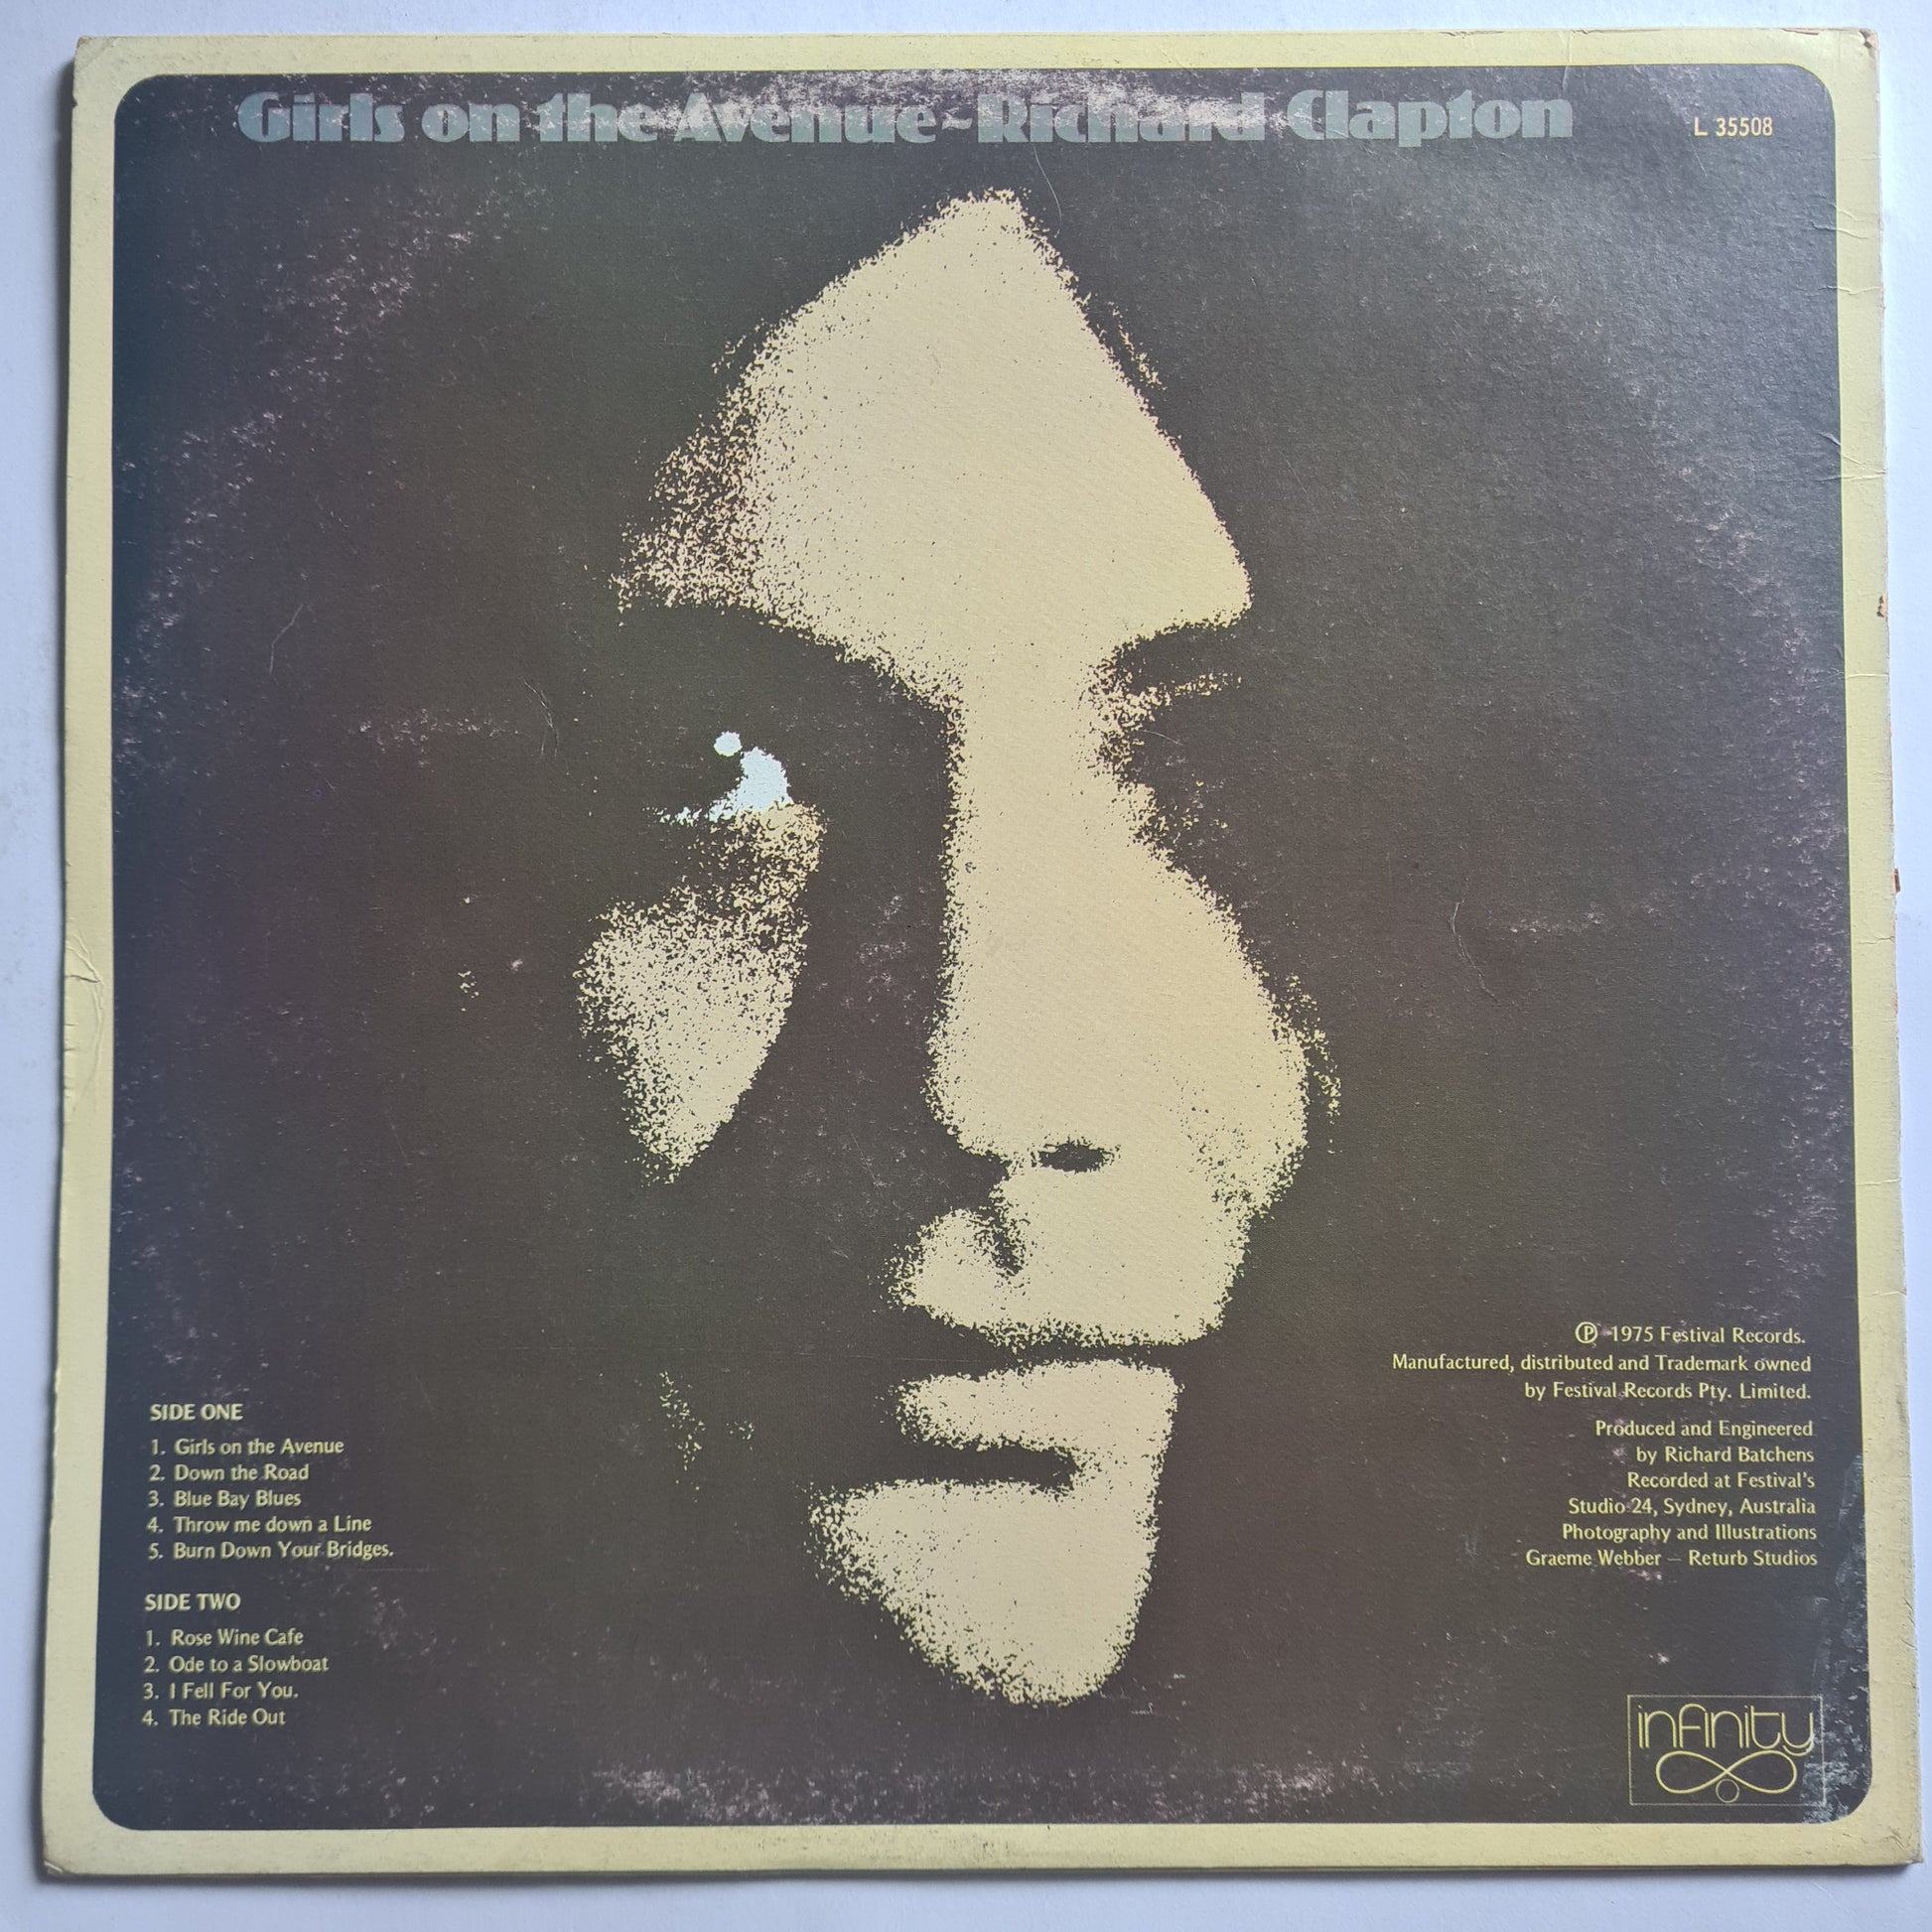 Girls on the Avenue~Richard Clapton
L 35508
SIDE ONE
1. Girls on the Avenue
2. Down the Road
3. Blue Bay Blues
4. Throw me down a Line
5. Burn Down Your Bridges.
SIDE TWO
1. Rose Wine Cafe
2. Ode to a Slowboat
3. I Fell For You.
4. The Ride Out
Ⓟ 1975 Festival Records.
Manufactured, distributed and Trademark owned
by Festival Records Pty. Limited.
Produced and Engineered
by Richard Batchens
Recorded at Festival's
Studio 24, Sydney, Australia
Photography and Illustrations
Graeme Webber – Returb Studios
infinity